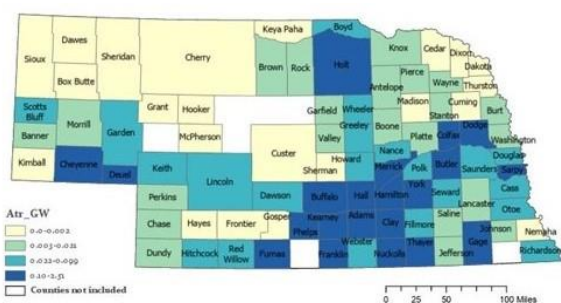 Keya Paha
Boyd
Dawes
Sioux
Sheridan
Cherry
Knox
Cedar
Dixon
Dakota
Brown
Rock
Holt
Box Butte
Pierce
Wayne
Thurston
Antelope
Scotts
Bluff
Morrill
Garden
Grant
Hooker
Garfield
Wheeler
Madison
Stanton
Cuming
Burt
Banner
McPherson
Valley
Greeley
Boone
Platte
Colfax
Dodge
Washington
Kimball
Cheyenne
Deuel
Keith
Custer
Sherman
Howard
Nance
Merrick
Polk
Butler
Saunders
Douglas
Sarpy
Lincoln
Dawson
Buffalo
Hall
Hamilton
York
Seward
Lancaster
Cass
Otoe
Perkins
Chase
Hayes
Frontier
Gosper
Phelps
Kearney
Adams
Clay
Fillmore
Saline
Johnson
Nemaha
Dundy
Hitchcock
Red
Willow
Furnas
Franklin
Webster
Nuckolls
Thayer
Jefferson
Gage
Richardson
Atr_GW
0.0-0.002
0.003-0.021
0.022-0.099
0.10-2.51
Counties not included
0 25 50 100
Miles